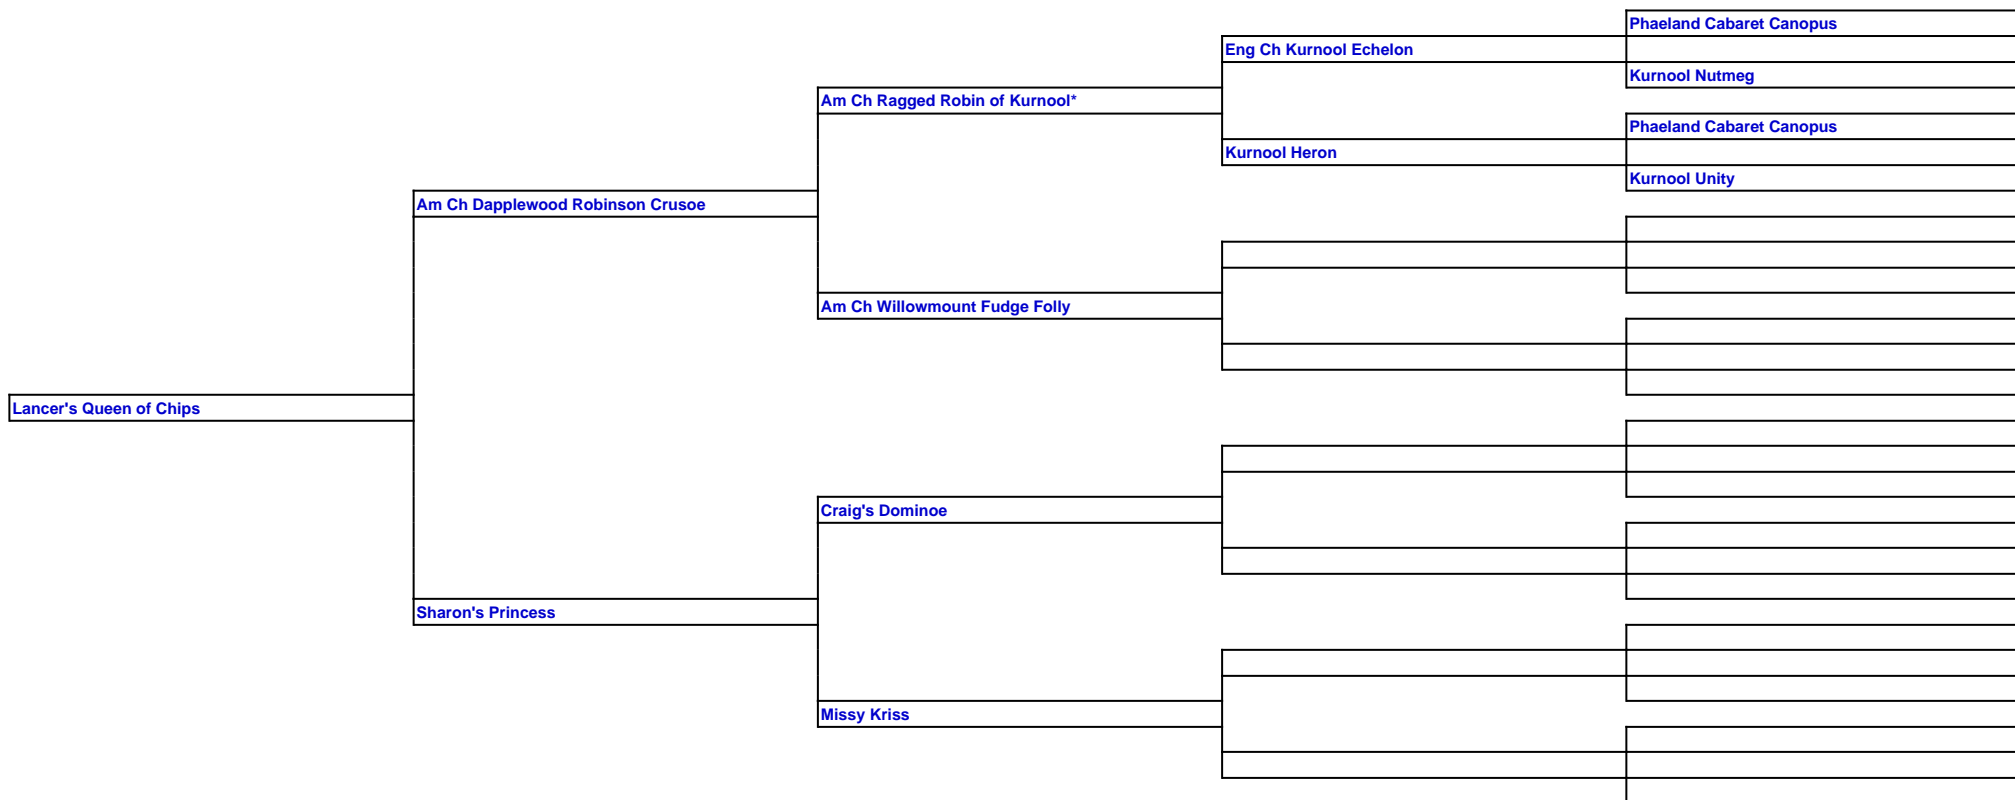 Phaeland Cabaret Canopus
Eng Ch Kurnool Echelon
Kurnool Nutmeg
Am Ch Ragged Robin of Kurnool*
Phaeland Cabaret Canopus
Kurnool Heron
Kurnool Unity
Am Ch Dapplewood Robinson Crusoe
Am Ch Willowmount Fudge Folly
Lancer's Queen of Chips
Craig's Dominoe
Sharon's Princess
Missy Kriss